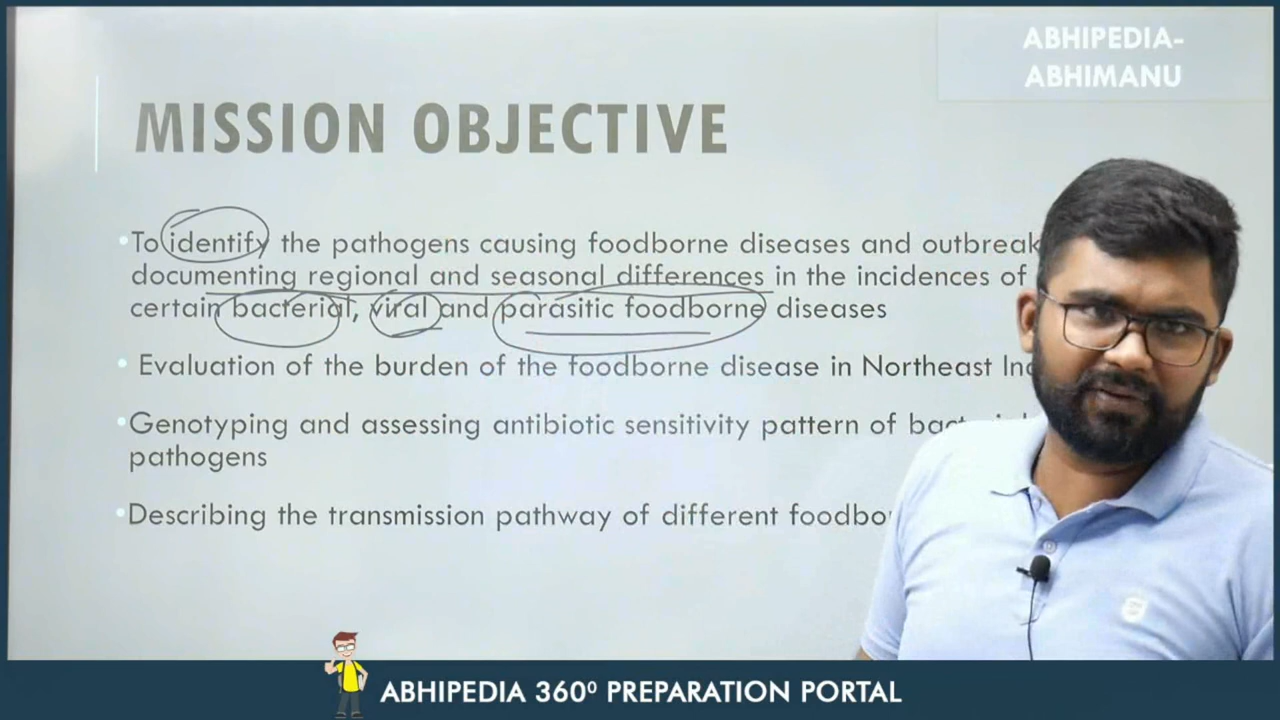 ABHIPEDIA-
ABHIMANU
MISSION OBJECTIVE
•To identify the pathogens causing foodborne diseases and
documenting regional and seasonal differences in the incidences of
certain bacterial, viral and parasitic foodborne diseases
• Evaluation of the burden of the foodborne disease in Northeast
•Genotyping and assessing antibiotic sensitivity pattern of
pathogens
•Describing the transmission pathway of different
ABHIPEDIA 360⁰ PREPARATION PORTAL